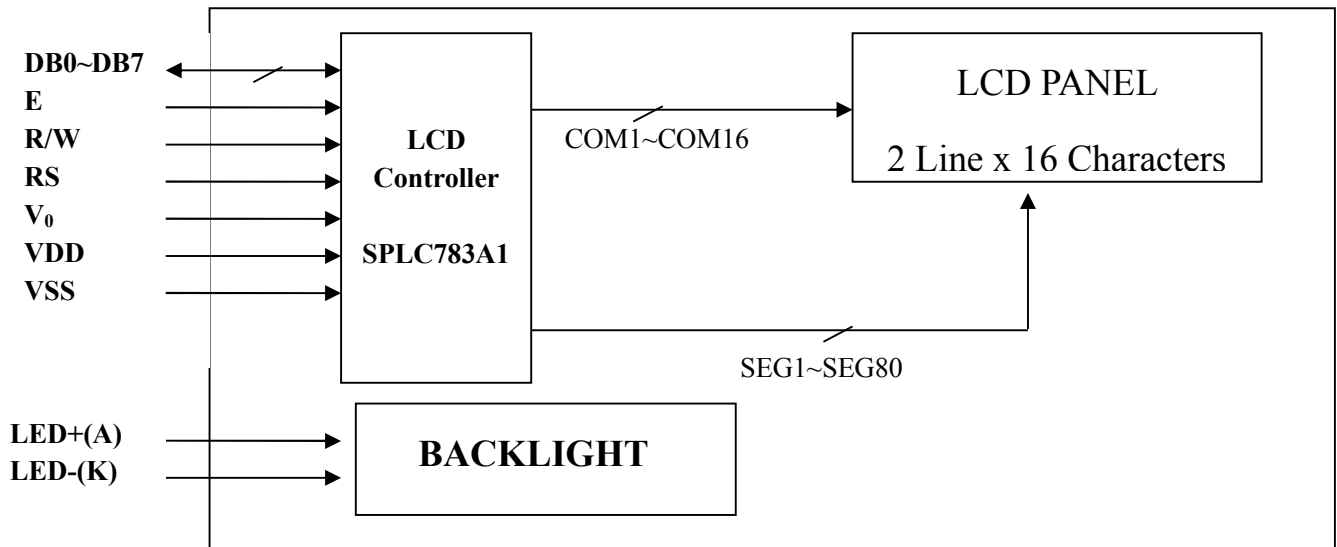 DB0~DB7
E
R/W
RS
V₀
VDD
VSS
LED+(A)
LED-(K)
LCD
Controller
SPLC783A1
COM1~COM16
SEG1~SEG80
LCD PANEL
2 Line x 16 Characters
BACKLIGHT